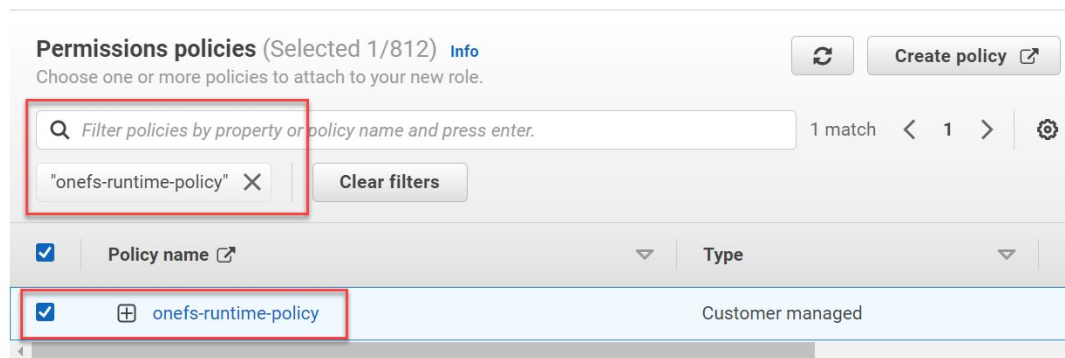 Permissions policies (Selected 1/812) Info
Choose one or more policies to attach to your new role.
Create policy
Filter policies by property or policy name and press enter.
1 match
1
"onefs-runtime-policy"
Clear filters
Policy name
Type
onefs-runtime-policy
Customer managed